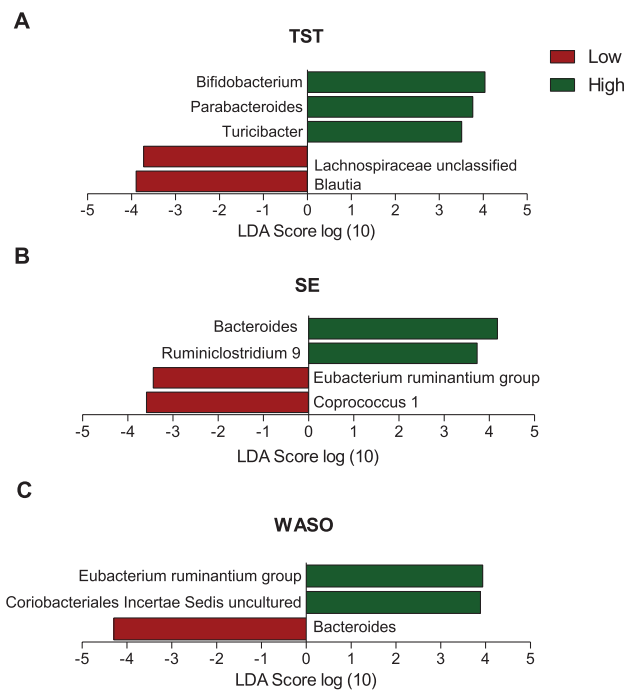 A
TST
Low
High
Bifidobacterium
Parabacteroides
Turicibacter
Lachnospiraceae unclassified
Blautia
-5 -4 -3 -2 -1 0 1 2 3 4 5
LDA Score log (10)
B
SE
Bacteroides
Ruminiclostridium 9
Eubacterium ruminantium group
Coprococcus 1
-5 -4 -3 -2 -1 0 1 2 3 4 5
LDA Score log (10)
C
WASO
Eubacterium ruminantium group
Coriobacteriales Incertae Sedis uncultured
Bacteroides
-5 -4 -3 -2 -1 0 1 2 3 4 5
LDA Score log (10)